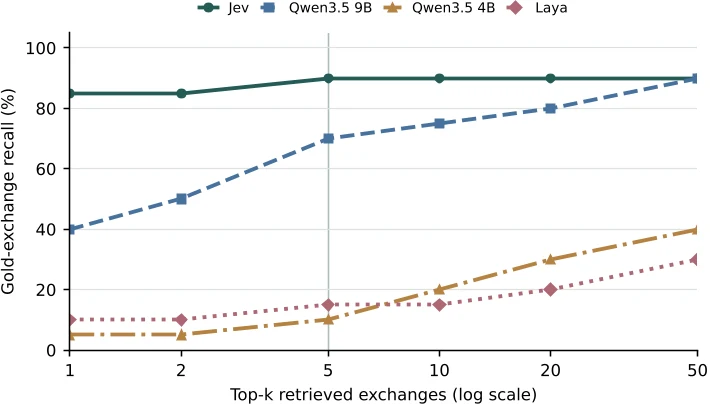 Jev Qwen3.5 9B Qwen3.5 4B Laya
100
80
60
40
20
0
Gold-exchange recall (%)
1 2 5 10 20 50
Top-k retrieved exchanges (log scale)